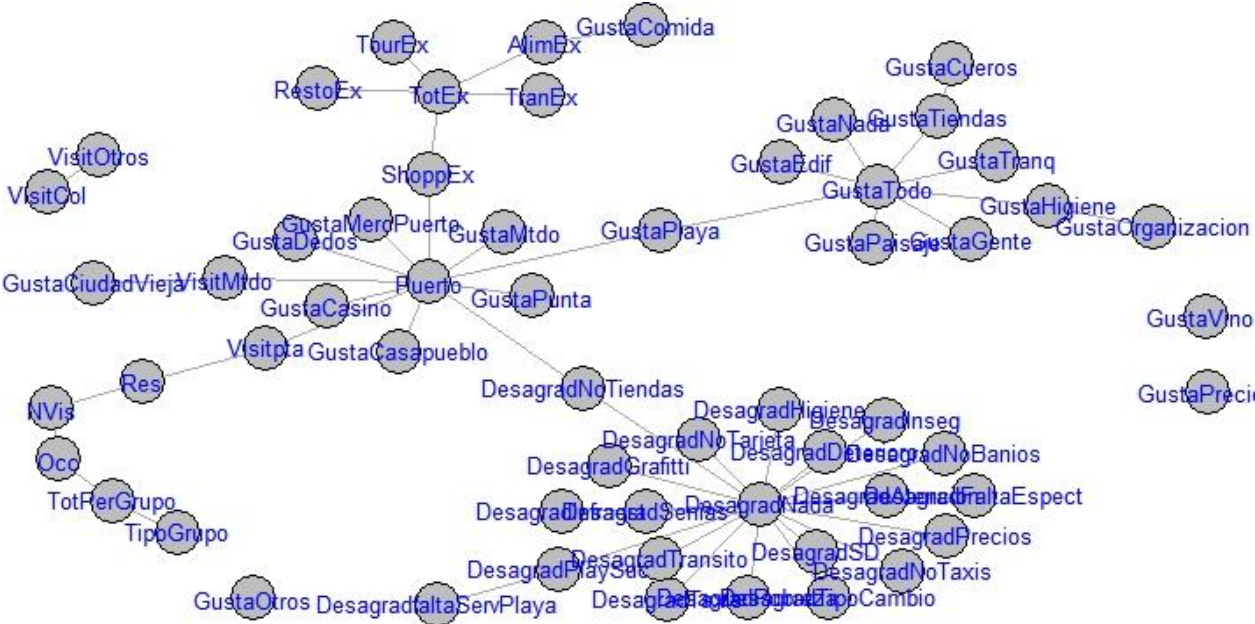 TourEx
AlimEx
GustaComida
RestoEx
TotEx
TranEx
GustaCueros
GustaNada
GustaTiendas
VisitOtros
VisitCol
ShoppEx
GustaEdif
GustaTodo
GustaTranq
GustaHigiene
GustaOrganizacion
GustaMercPuerto
GustaDedos
GustaMtdo
GustaPlaya
GustaPaisaje
GustaGente
GustaCiudadVieja
VisitMtdo
Puerto
GustaPunta
GustaCasino
GustaVino
Visitpta
GustaCasapueblo
Res
DesagradNoTiendas
GustaPrecio
NVis
DesagradHigiene
DesagradInseg
DesagradNoTarjeta
DesagradDeterioro
DesagradNoBanios
Oco
DesagradGrafitti
TotPerGrupo
DesagradNada
DesagradFaltaEspect
TipoGrupo
DesagradSenias
DesagradPrecios
DesagradTransito
DesagradSD
DesagradNoTaxis
DesagradPlaySuc
GustaOtros
DesagradfaltaServPlaya
DesagradTipoCambio